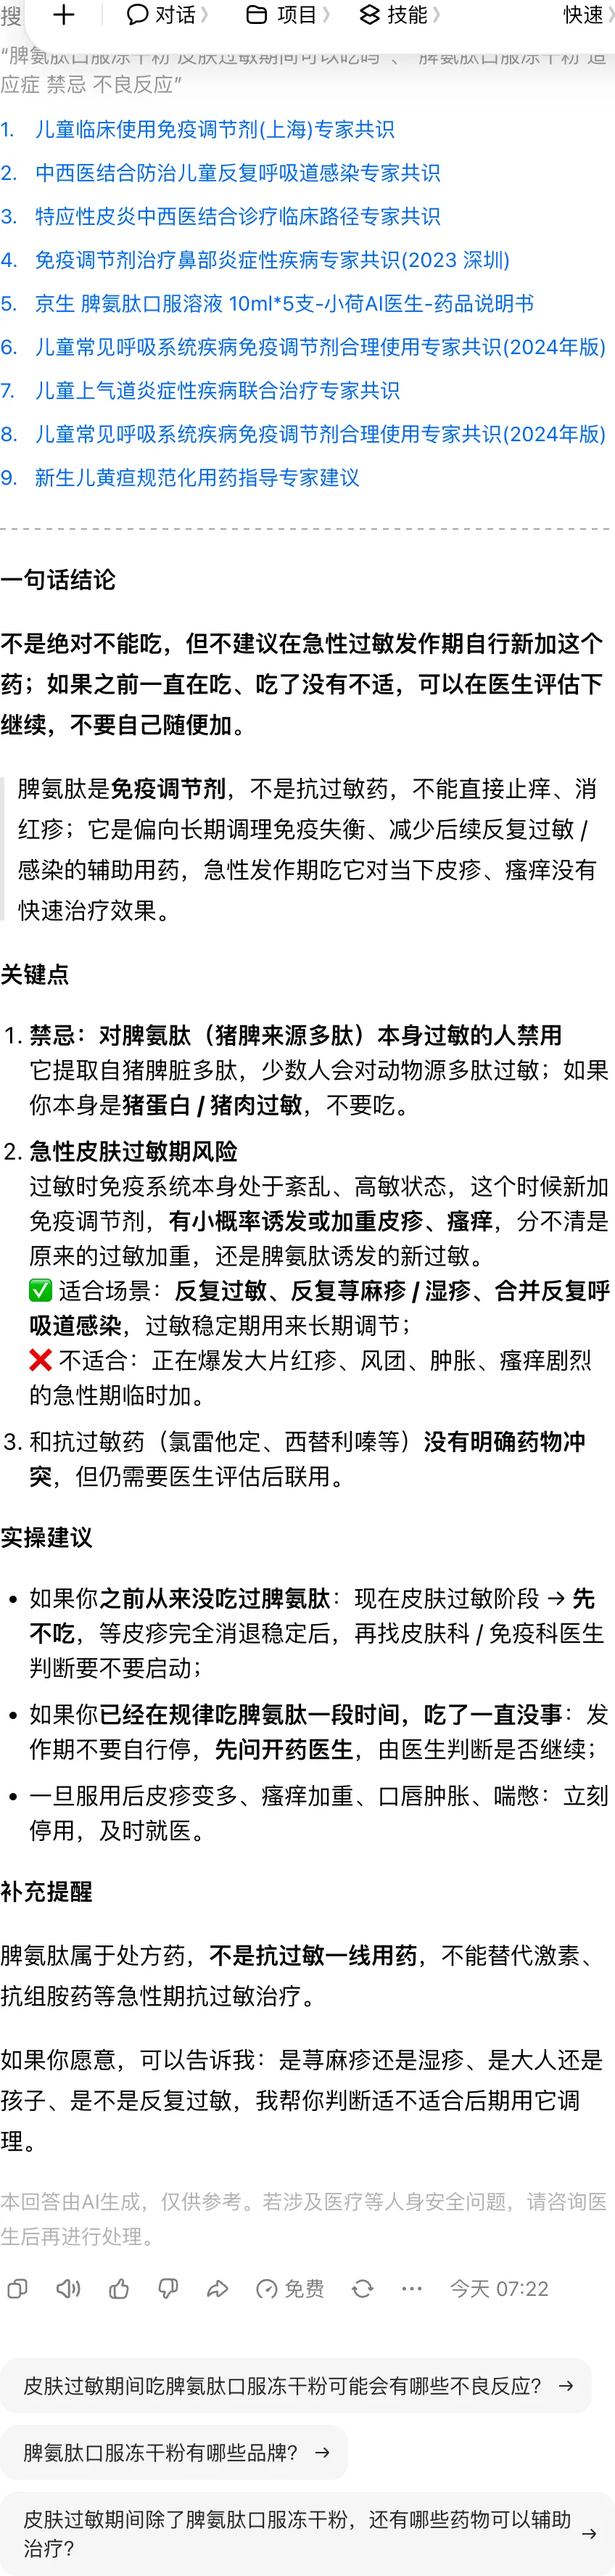 搜
对话》
项目》
技能》
快速》
“脾氨肽口服冻干粉 皮肤过敏期间可以吃吗”、“脾氨肽口服冻干粉 适
应症 禁忌 不良反应”
1. 儿童临床使用免疫调节剂(上海)专家共识
2. 中西医结合防治儿童反复呼吸道感染专家共识
3. 特应性皮炎中西医结合诊疗临床路径专家共识
4. 免疫调节剂治疗鼻部炎症性疾病专家共识(2023 深圳)
5. 京生 脾氨肽口服溶液 10ml*5支-小荷AI医生-药品说明书
6. 儿童常见呼吸系统疾病免疫调节剂合理使用专家共识(2024年版)
7. 儿童上气道炎症性疾病联合治疗专家共识
8. 儿童常见呼吸系统疾病免疫调节剂合理使用专家共识(2024年版)
9. 新生儿黄疸规范化用药指导专家建议
一句话结论
不是绝对不能吃，但不建议在急性过敏发作期自行新加这个
药；如果之前一直在吃、吃了没有不适，可以在医生评估下
继续，不要自己随便加。
脾氨肽是免疫调节剂，不是抗过敏药，不能直接止痒、消
红疹；它是偏向长期调理免疫失衡、减少后续反复过敏 /
感染的辅助用药，急性发作期吃它对当下皮疹、瘙痒没有
快速治疗效果。
关键点
1. 禁忌：对脾氨肽（猪脾来源多肽）本身过敏的人禁用
它提取自猪脾脏多肽，少数人会对动物源多肽过敏；如果
你本身是猪蛋白 / 猪肉过敏，不要吃。
2. 急性皮肤过敏期风险
过敏时免疫系统本身处于紊乱、高敏状态，这个时候新加
免疫调节剂，有小概率诱发或加重皮疹、瘙痒，分不清是
原来的过敏加重，还是脾氨肽诱发的新过敏。
✅ 适合场景：反复过敏、反复荨麻疹 / 湿疹、合并反复呼
吸道感染，过敏稳定期用来长期调节；
❌ 不适合：正在爆发大片红疹、风团、肿胀、瘙痒剧烈
的急性期临时加。
3. 和抗过敏药（氯雷他定、西替利嗪等）没有明确药物冲
突，但仍需要医生评估后联用。
实操建议
• 如果你之前从来没吃过脾氨肽：现在皮肤过敏阶段 → 先
不吃，等皮疹完全消退稳定后，再找皮肤科 / 免疫科医生
判断要不要启动；
• 如果你已经在规律吃脾氨肽一段时间，吃了一直没事：发
作期不要自行停，先问开药医生，由医生判断是否继续；
• 一旦服用后皮疹变多、瘙痒加重、口唇肿胀、喘憋：立刻
停用，及时就医。
补充提醒
脾氨肽属于处方药，不是抗过敏一线用药，不能替代激素、
抗组胺药等急性期抗过敏治疗。
如果你愿意，可以告诉我：是荨麻疹还是湿疹、是大人还是
孩子、是不是反复过敏，我帮你判断适不适合后期用它调
理。
本回答由AI生成，仅供参考。若涉及医疗等人身安全问题，请咨询医
生后再进行处理。
免费
今天 07:22
皮肤过敏期间吃脾氨肽口服冻干粉可能会有哪些不良反应? →
脾氨肽口服冻干粉有哪些品牌? →
皮肤过敏期间除了脾氨肽口服冻干粉，还有哪些药物可以辅助
治疗? →